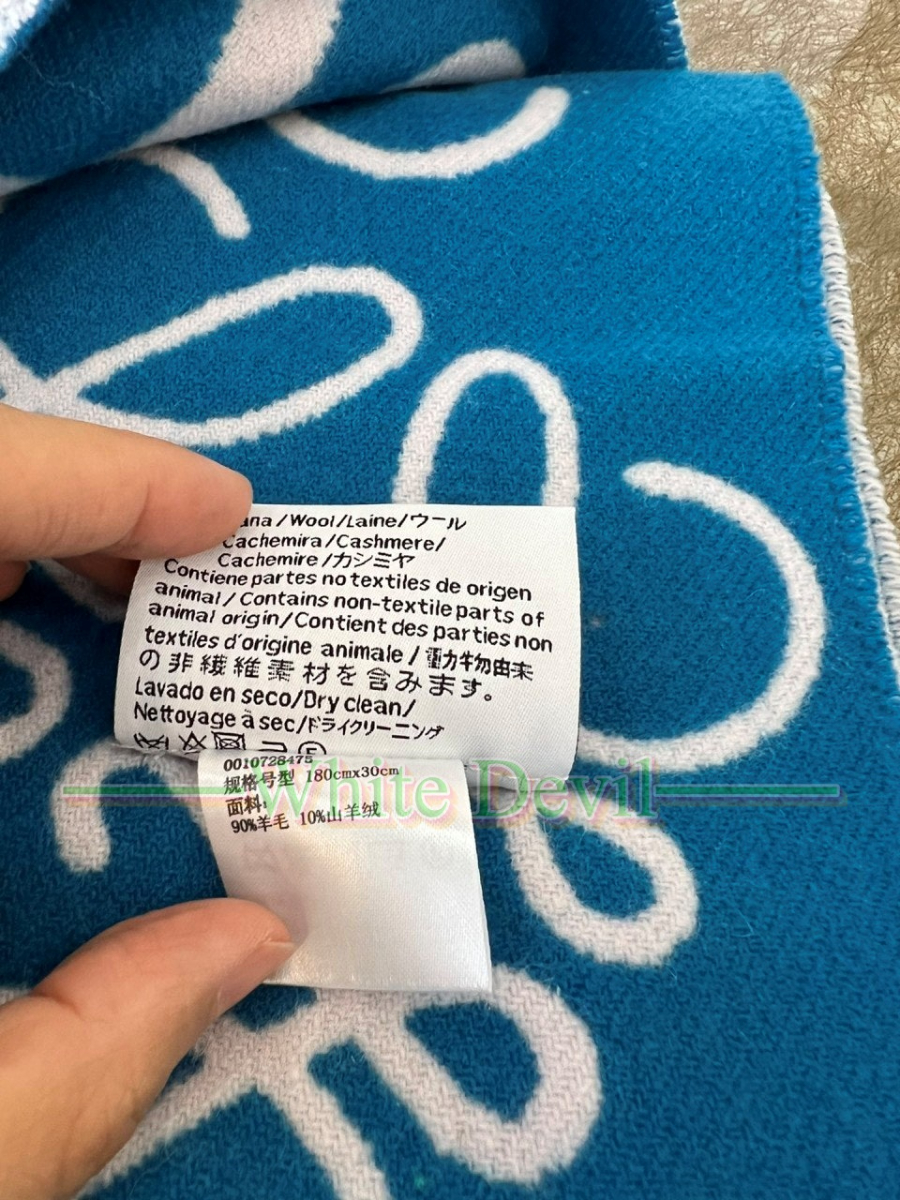 ana/Wool/Laine/ウール
Cachemira/Cashmere/
Cachemire/カシミヤ
Contiene partes no textiles de origen
animal/Contains non-textile parts of
animal origin/Contient des parties non
textiles d'origine animale/電力牛勿由来
の非繊維素材を含みます。
Lavado en seco/Dry clean/
Nettoyage à sec/ドライクリーニング
0010728475
规格号型 180cmx30cm
面料:
90%羊毛 10%山羊绒
White Devil